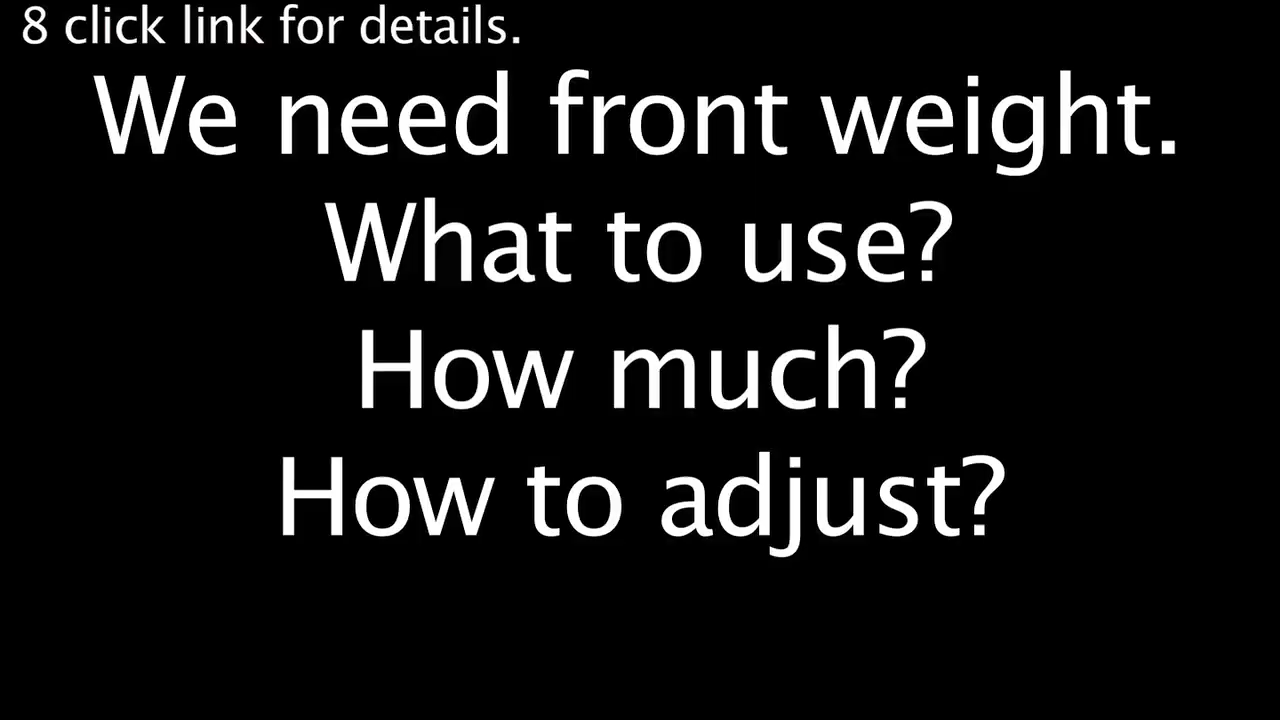 8 click link for details.
We need front weight.
What to use?
How much?
How to adjust?